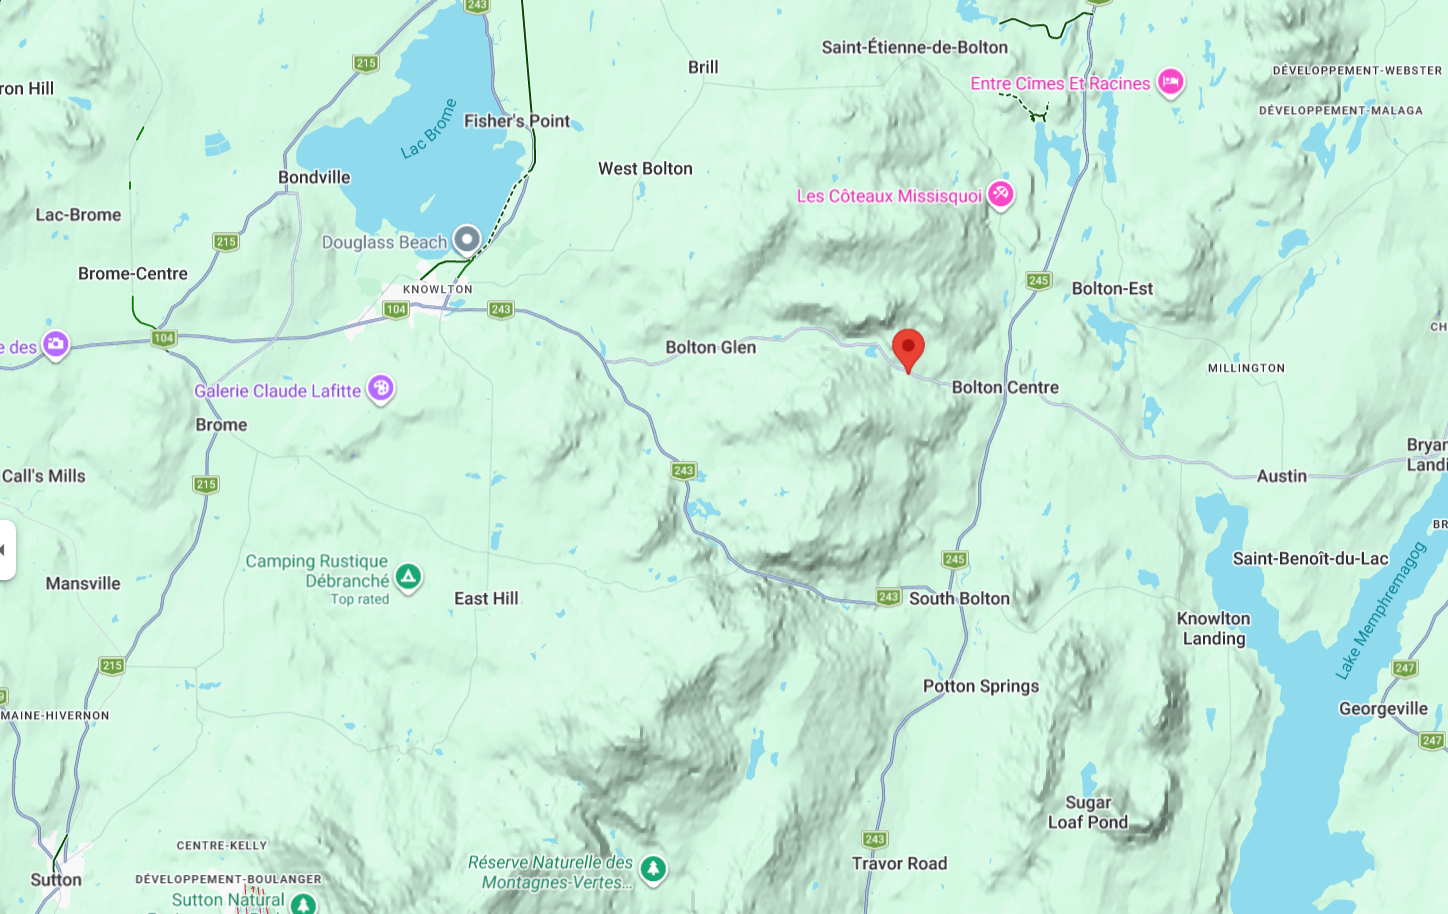 243
215
Saint-Étienne-de-Bolton
Brill
DÉVELOPPEMENT-WEBSTER
ron Hill
Entre Cîmes Et Racines
DÉVELOPPEMENT-MALAGA
Lac Brome
Fisher's Point
West Bolton
Bondville
Les Côteaux Missisquoi
Lac-Brome
215
Douglass Beach
Brome-Centre
KNOWLTON
245
Bolton-Est
104
243
CH
104
e des
Bolton Glen
MILLINGTON
Galerie Claude Lafitte
Bolton Centre
Brome
Bryan
Landi
Call's Mills
243
Austin
215
BR
Camping Rustique
Débranché
Top rated
245
Saint-Benoît-du-Lac
Mansville
East Hill
243
South Bolton
Lake Memphremagog
Knowlton
Landing
215
247
9
Potton Springs
MAINE-HIVERNON
Georgeville
247
Sugar
Loaf Pond
243
CENTRE-KELLY
Travor Road
Réserve Naturelle des
Montagnes-Vertes...
Sutton
DÉVELOPPEMENT-BOULANGER
Sutton Natural